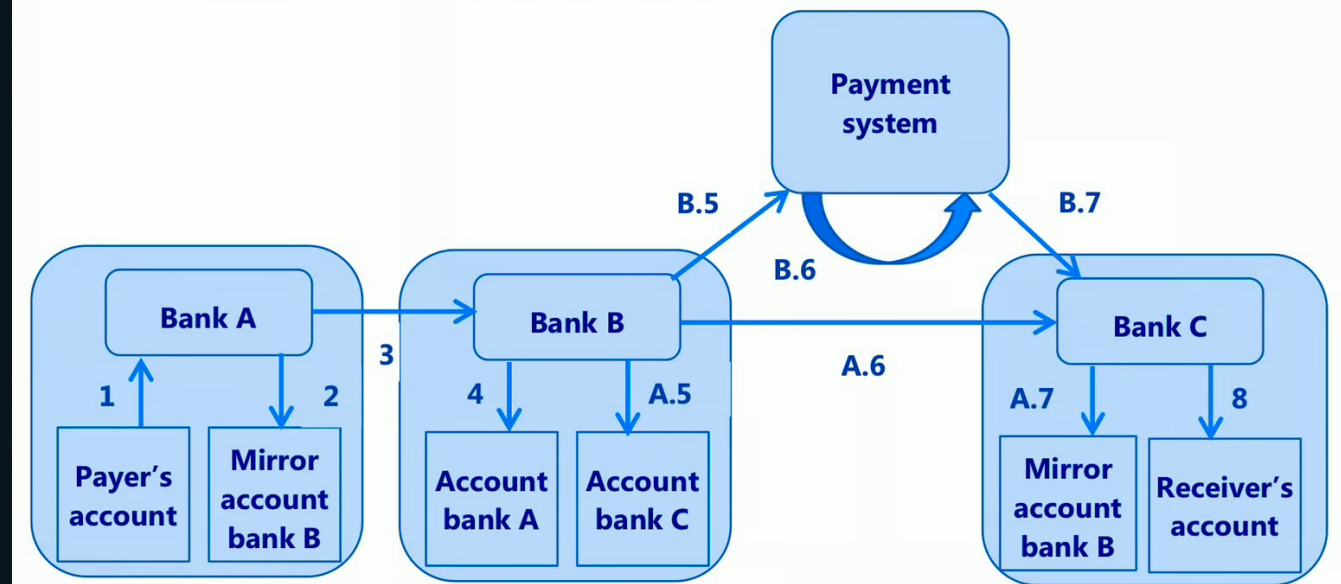 Payment
system
B.5
B.7
B.6
Bank A
Bank B
Bank C
3
A.6
1
2
4
A.5
A.7
8
Payer’s
account
Mirror
account
bank B
Account
bank A
Account
bank C
Mirror
account
bank B
Receiver’s
account